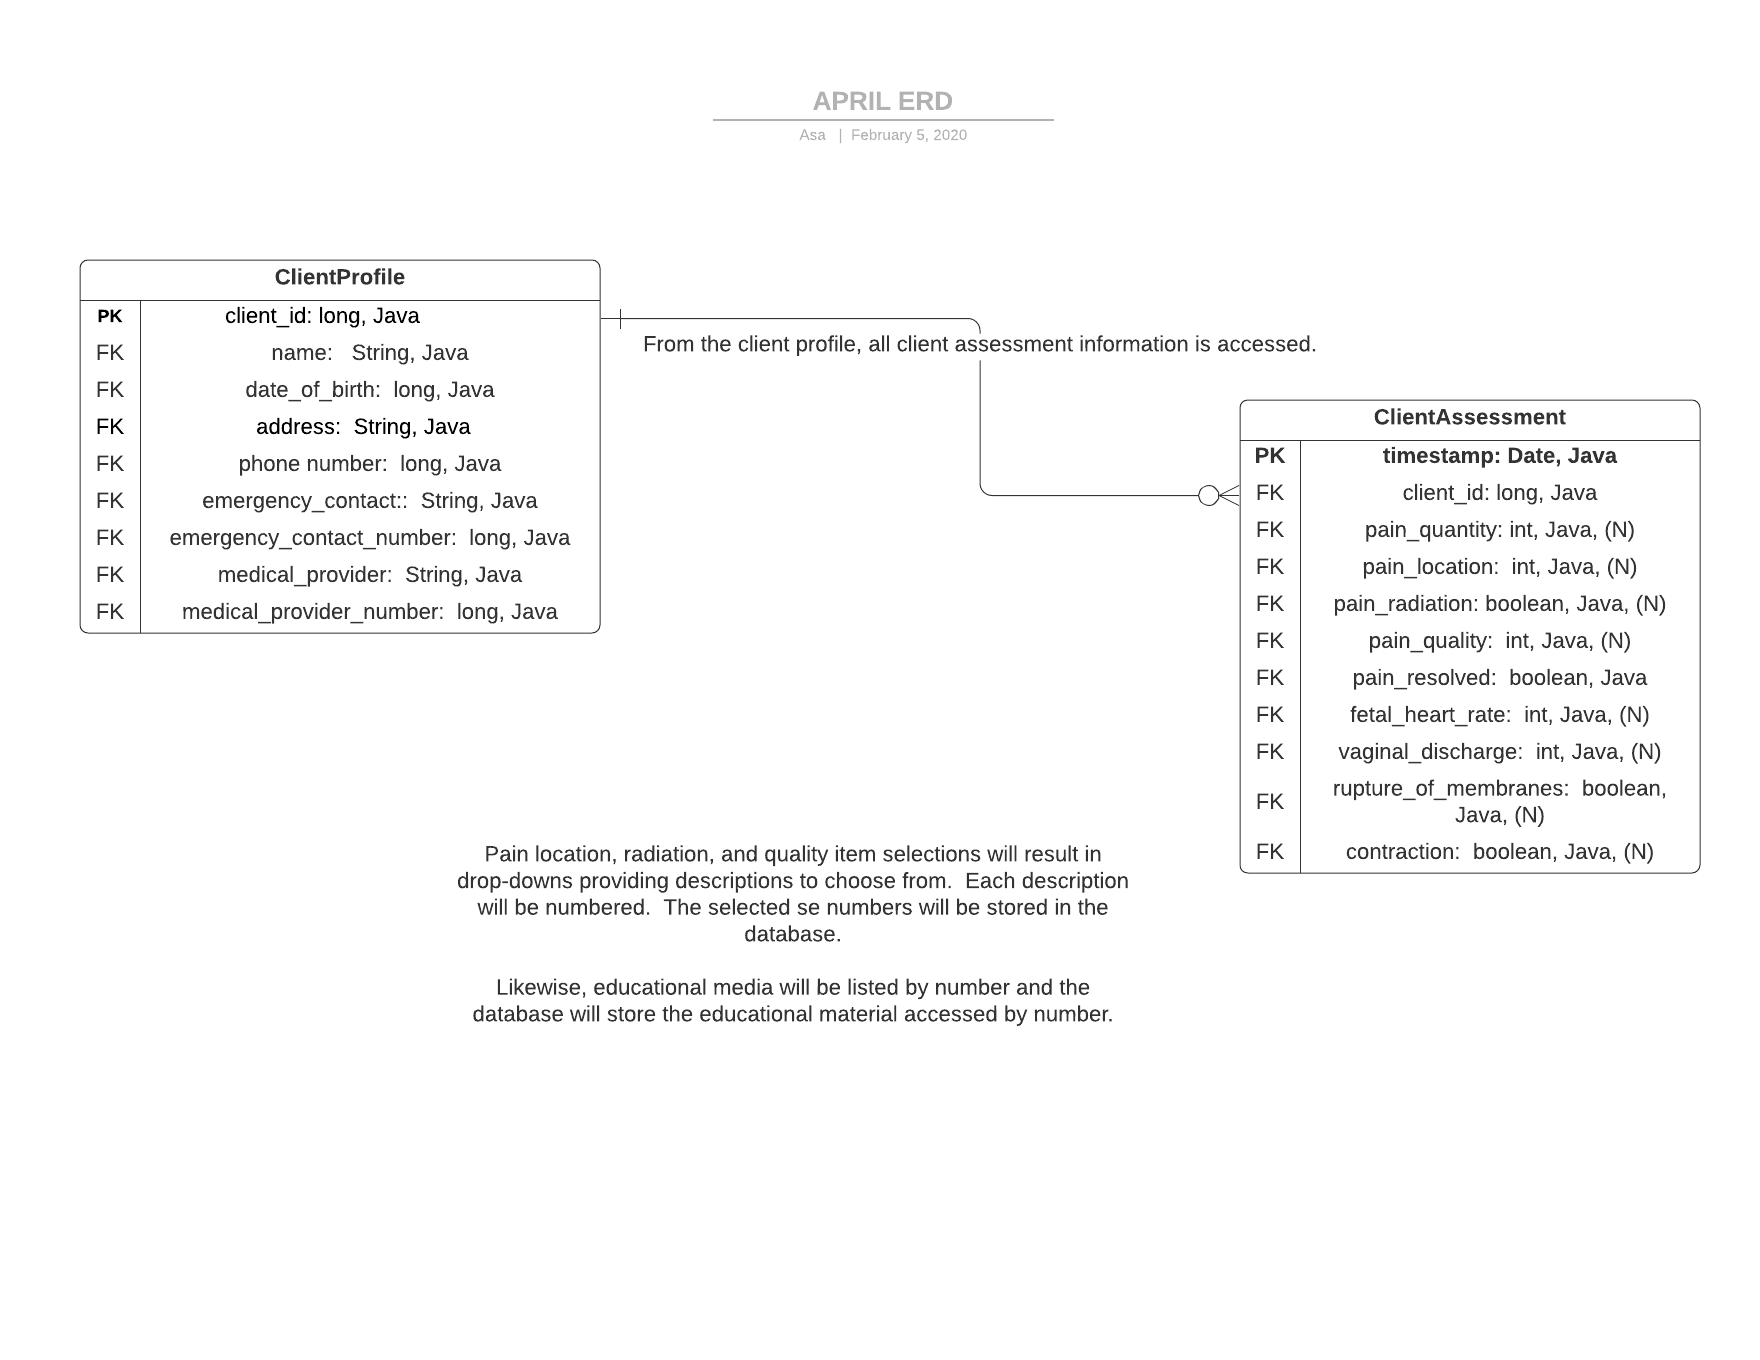 APRIL ERD
Asa | February 5, 2020
ClientProfile
PK client_id: long, Java
FK name: String, Java
FK date_of_birth: long, Java
FK address: String, Java
FK phone number: long, Java
FK emergency_contact:: String, Java
FK emergency_contact_number: long, Java
FK medical_provider: String, Java
FK medical_provider_number: long, Java
From the client profile, all client assessment information is accessed.
ClientAssessment
PK timestamp: Date, Java
FK client_id: long, Java
FK pain_quantity: int, Java, (N)
FK pain_location: int, Java, (N)
FK pain_radiation: boolean, Java, (N)
FK pain_quality: int, Java, (N)
FK pain_resolved: boolean, Java
FK fetal_heart_rate: int, Java, (N)
FK vaginal_discharge: int, Java, (N)
FK rupture_of_membranes: boolean,
Java, (N)
FK contraction: boolean, Java, (N)
Pain location, radiation, and quality item selections will result in
drop-downs providing descriptions to choose from. Each description
will be numbered. The selected se numbers will be stored in the
database.
Likewise, educational media will be listed by number and the
database will store the educational material accessed by number.